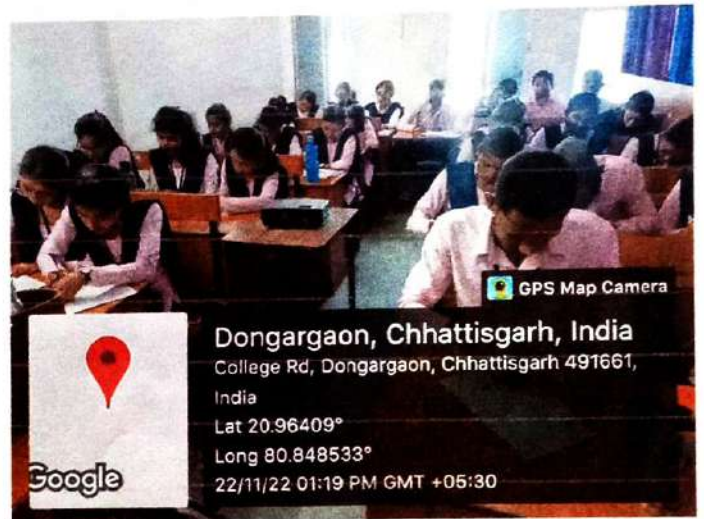 GPS Map Camera
Dongargaon, Chhattisgarh, India
College Rd, Dongargaon, Chhattisgarh 491661,
India
Lat 20.96409°
Long 80.848533°
22/11/22 01:19 PM GMT +05:30
Google